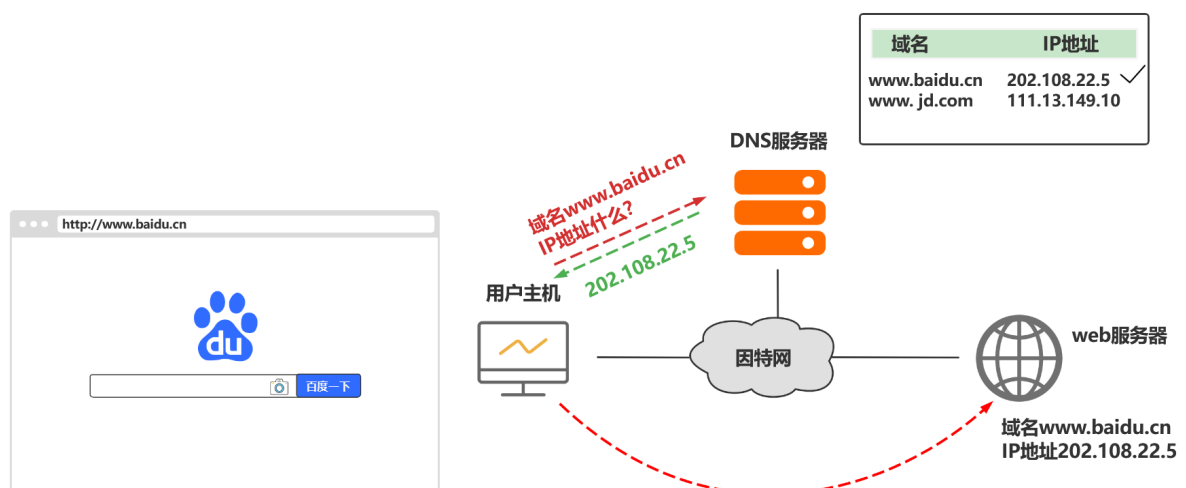 域名 IP地址
www.baidu.cn 202.108.22.5
www. jd.com 111.13.149.10
DNS服务器
域名www.baidu.cn
IP地址什么?
202.108.22.5
http://www.baidu.cn
du
百度一下
用户主机
因特网
web服务器
域名www.baidu.cn
IP地址202.108.22.5